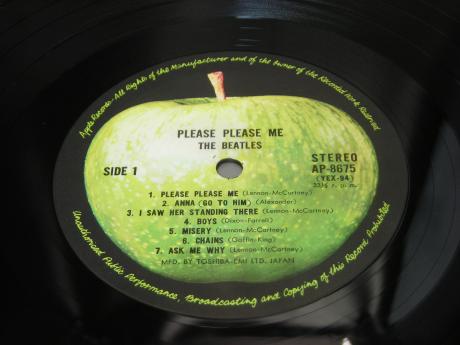 Apple Records-All Rights of the Manufacturer and of the Owner of the Recorded Work Reserved
PLEASE PLEASE ME
THE BEATLES
SIDE 1
STEREO
AP-8675
(YEX-94)
33⅓ r. p. m.
1. PLEASE PLEASE ME (Lennon-McCartney)
2. ANNA (GO TO HIM) (Alexander)
3. I SAW HER STANDING THERE (Lennon-McCartney)
4. BOYS (Dixon-Farrell)
5. MISERY (Lennon-McCartney)
6. CHAINS (Goffin-King)
7. ASK ME WHY (Lennon-McCartney)
MFD. BY TOSHIBA-EMI LTD. JAPAN
Unauthorised Public Performance, Broadcasting and Copying of this Record Prohibited